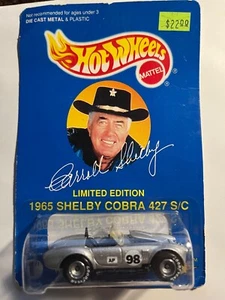 Not recommended for ages under 3
DIE CAST METAL & PLASTIC
$22.99
Hot Wheels
MATTEL
Carroll Shelby
LIMITED EDITION
1965 SHELBY COBRA 427 S/C
98